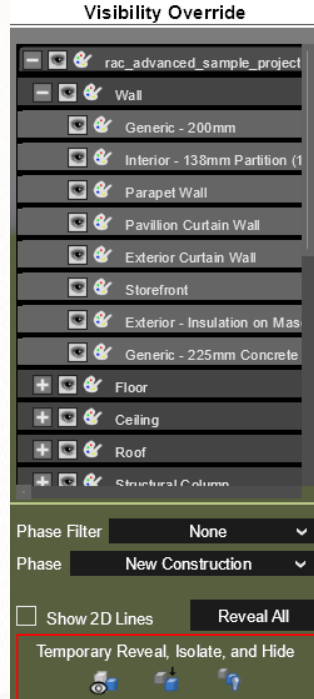 Visibility Override
rac_advanced_sample_project
Wall
Generic - 200mm
Interior - 138mm Partition (1
Parapet Wall
Pavillion Curtain Wall
Exterior Curtain Wall
Storefront
Exterior - Insulation on Mas
Generic - 225mm Concrete
Floor
Ceiling
Roof
Structural Column
Phase Filter None
Phase New Construction
Show 2D Lines Reveal All
Temporary Reveal, Isolate, and Hide